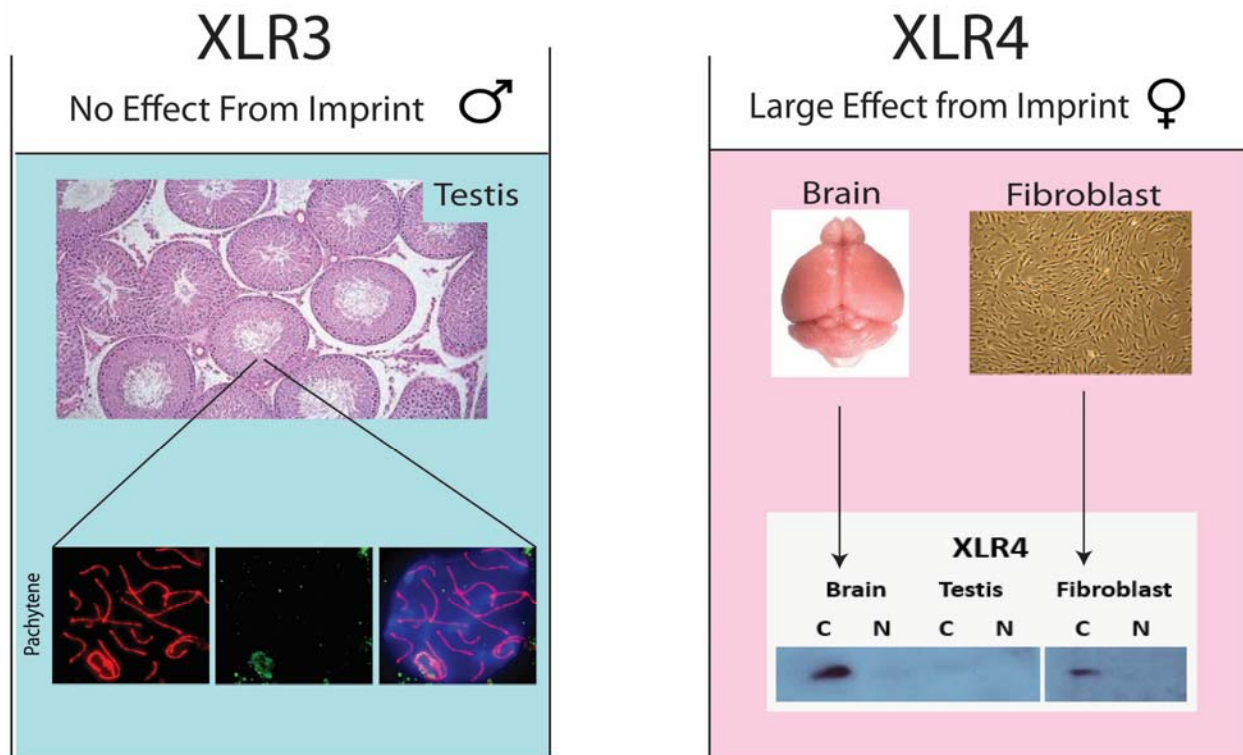 XLR3
No Effect From Imprint ♂
Testis
Pachytene
XLR4
Large Effect from Imprint ♀
Brain Fibroblast
XLR4
Brain Testis Fibroblast
C N C N C N